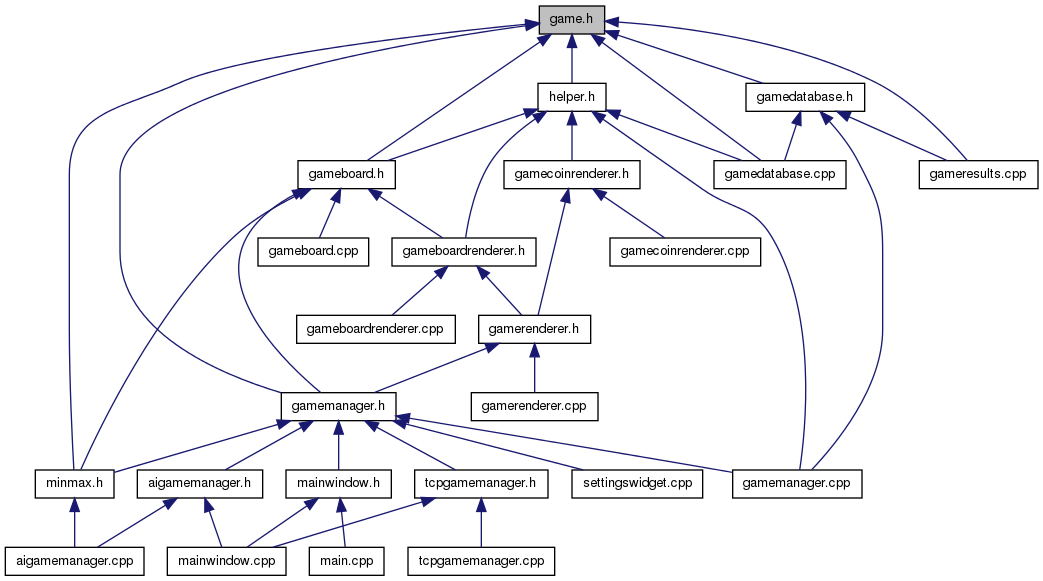 game.h
helper.h
gamedatabase.h
gameboard.h
gamecoinrenderer.h
gamedatabase.cpp
gameresults.cpp
gameboard.cpp
gameboardrenderer.h
gamecoinrenderer.cpp
gameboardrenderer.cpp
gamerenderer.h
gamemanager.h
gamerenderer.cpp
minmax.h
aigamemanager.h
mainwindow.h
tcpgamemanager.h
settingswidget.cpp
gamemanager.cpp
aigamemanager.cpp
mainwindow.cpp
main.cpp
tcpgamemanager.cpp